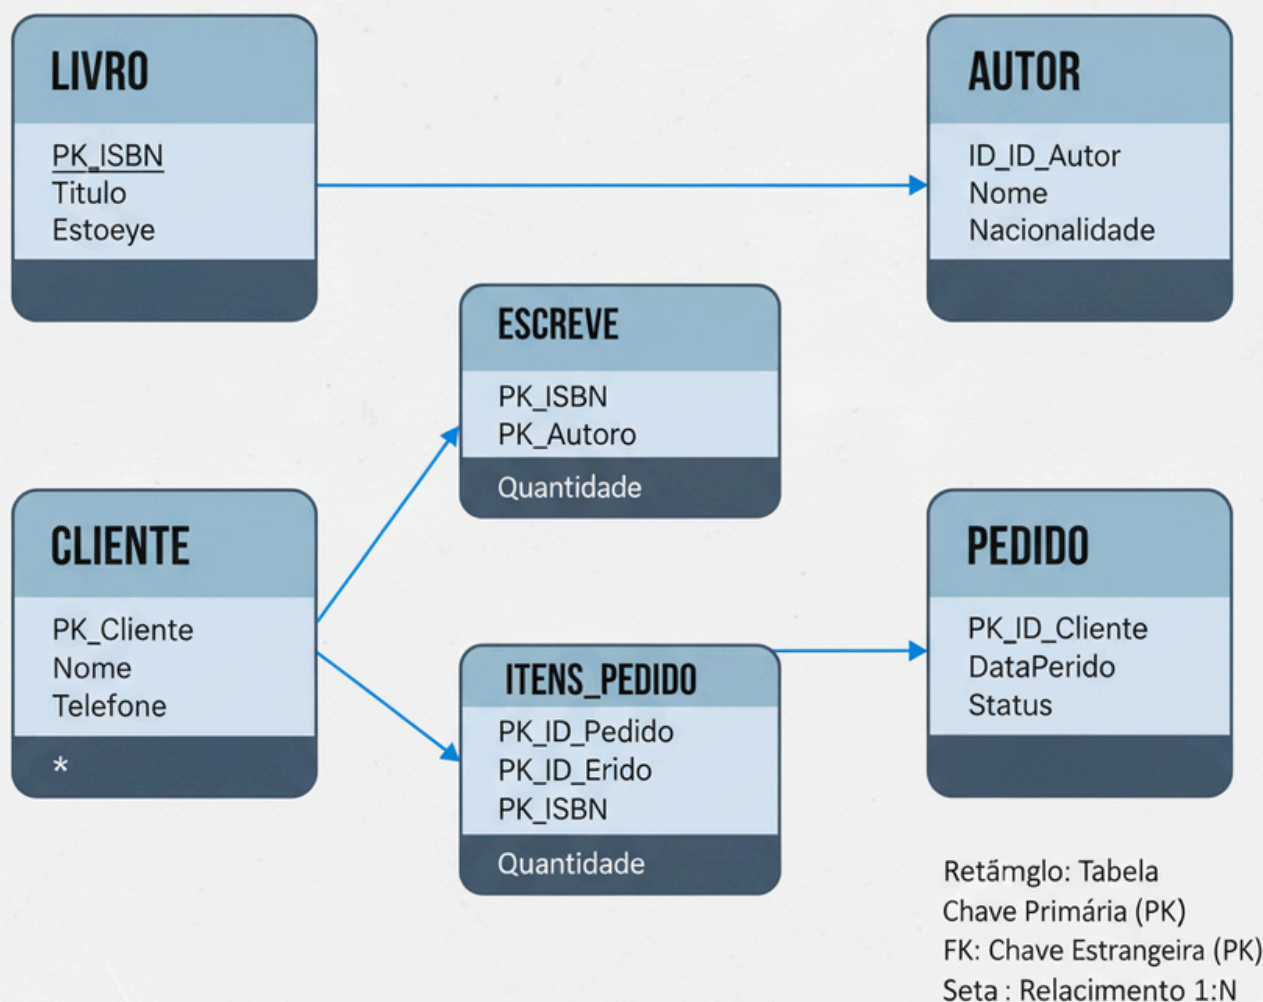 LIVRO
PK_ISBN
Titulo
Estoeye
AUTOR
ID_ID_Autor
Nome
Nacionalidade
ESCREVE
PK_ISBN
PK_Autoro
Quantidade
CLIENTE
PK_Cliente
Nome
Telefone
*
ITENS_PEDIDO
PK_ID_Pedido
PK_ID_Erido
PK_ISBN
Quantidade
PEDIDO
PK_ID_Cliente
DataPerido
Status
Retãmglo: Tabela
Chave Primária (PK)
FK: Chave Estrangeira (PK)
Seta : Relacimento 1:N